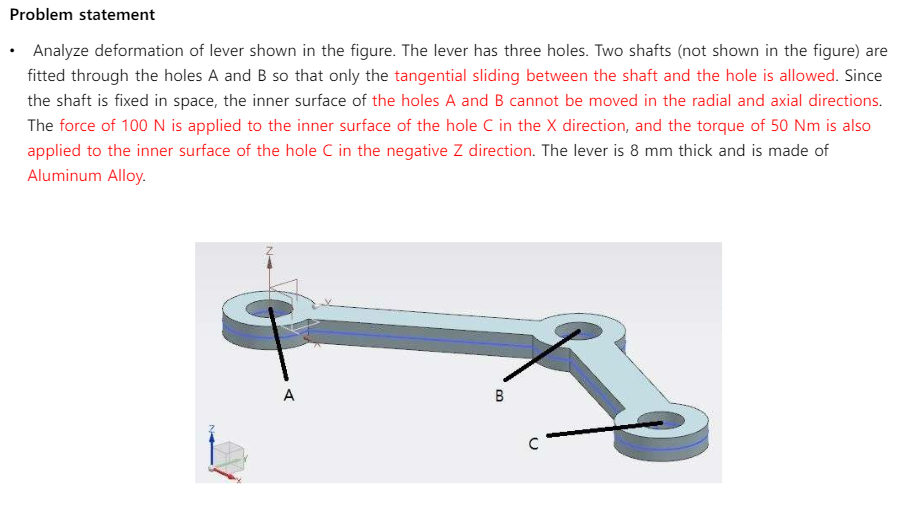 Problem statement
• Analyze deformation of lever shown in the figure. The lever has three holes. Two shafts (not shown in the figure) are
fitted through the holes A and B so that only the tangential sliding between the shaft and the hole is allowed. Since
the shaft is fixed in space, the inner surface of the holes A and B cannot be moved in the radial and axial directions.
The force of 100 N is applied to the inner surface of the hole C in the X direction, and the torque of 50 Nm is also
applied to the inner surface of the hole C in the negative Z direction. The lever is 8 mm thick and is made of
Aluminum Alloy.
Z
Y
X
A
B
C
Z
Y
X